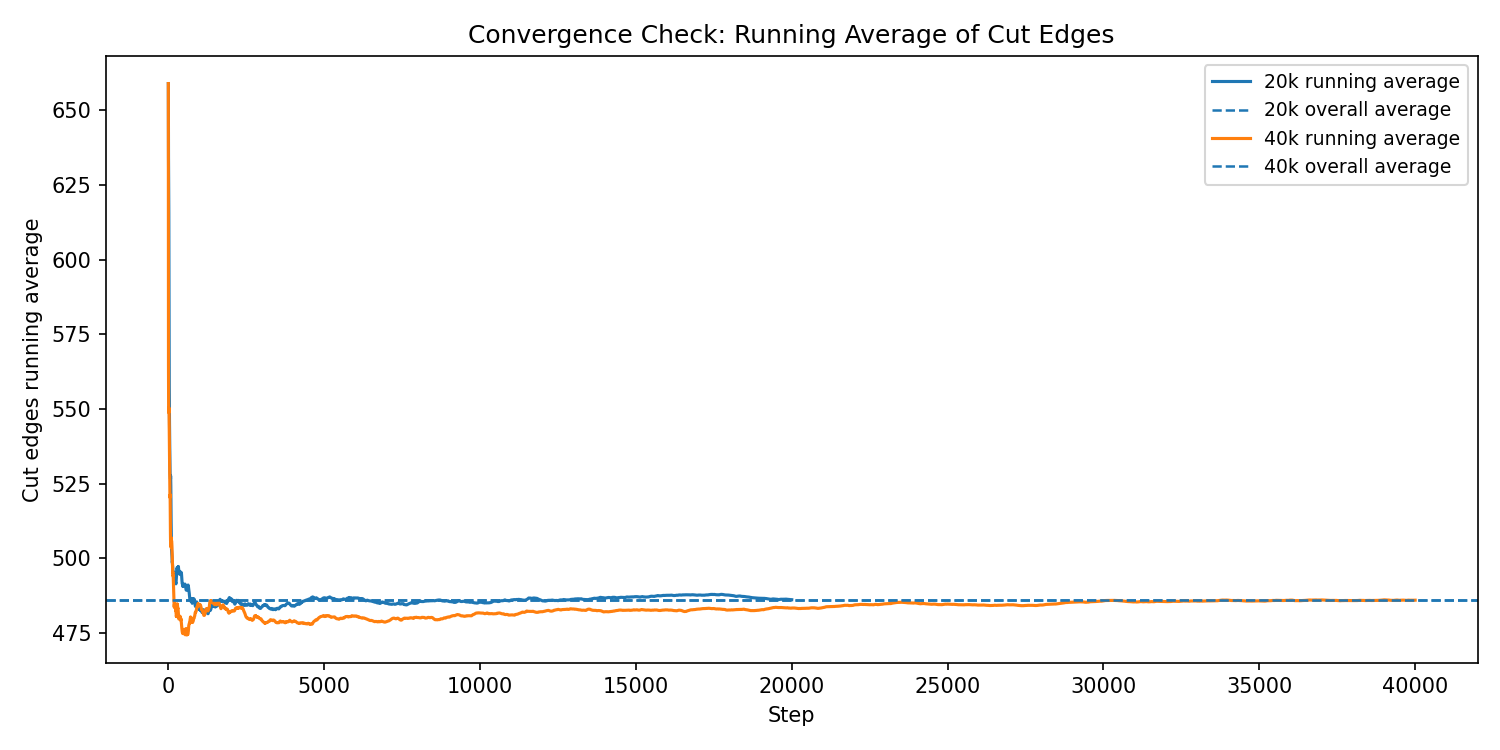 Convergence Check: Running Average of Cut Edges
20k running average
20k overall average
40k running average
40k overall average
Cut edges running average
650
625
600
575
550
525
500
475
0 5000 10000 15000 20000 25000 30000 35000 40000
Step